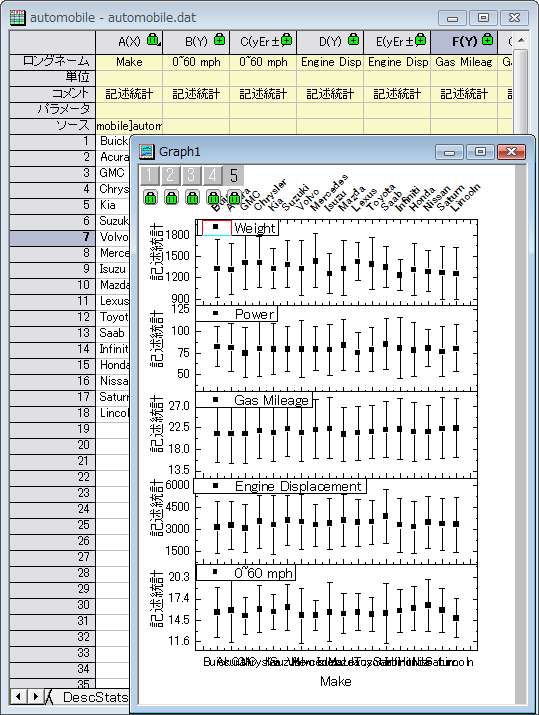 automobile - automobile.dat
A(X) B(Y) C(yEr± D(Y) E(yEr± F(Y)
ロングネーム Make 0~60 mph 0~60 mph Engine Disp Engine Disp Gas Mileag
単位
コメント 記述統計 記述統計 記述統計 記述統計 記述統計
パラメータ
ソース mobile]autom
1 Buick
2 Acura
3 GMC
4 Chrys
5 Kia
6 Suzuk
7 Volvo
8 Merce
9 Isuzu
10 Mazda
11 Lexus
12 Toyot
13 Saab
14 Infinit
15 Honda
16 Nissa
17 Saturn
18 Lincol
19
20
21
22
23
24
25
26
27
28
29
30
31
32
33
34
35
DescStats
Graph1
1 2 3 4 5
GMC Chrysler Kia Suzuki Volvo Mercedes Isuzu Mazda Lexus Toyota Saab Infiniti Honda Nissan Saturn Lincoln
Weight
記述統計
1800
1500
1200
900
Power
記述統計
125
100
75
50
Gas Mileage
記述統計
27.0
22.5
18.0
13.5
Engine Displacement
記述統計
6000
4500
3000
1500
0~60 mph
記述統計
20.3
17.4
14.5
11.6
Make